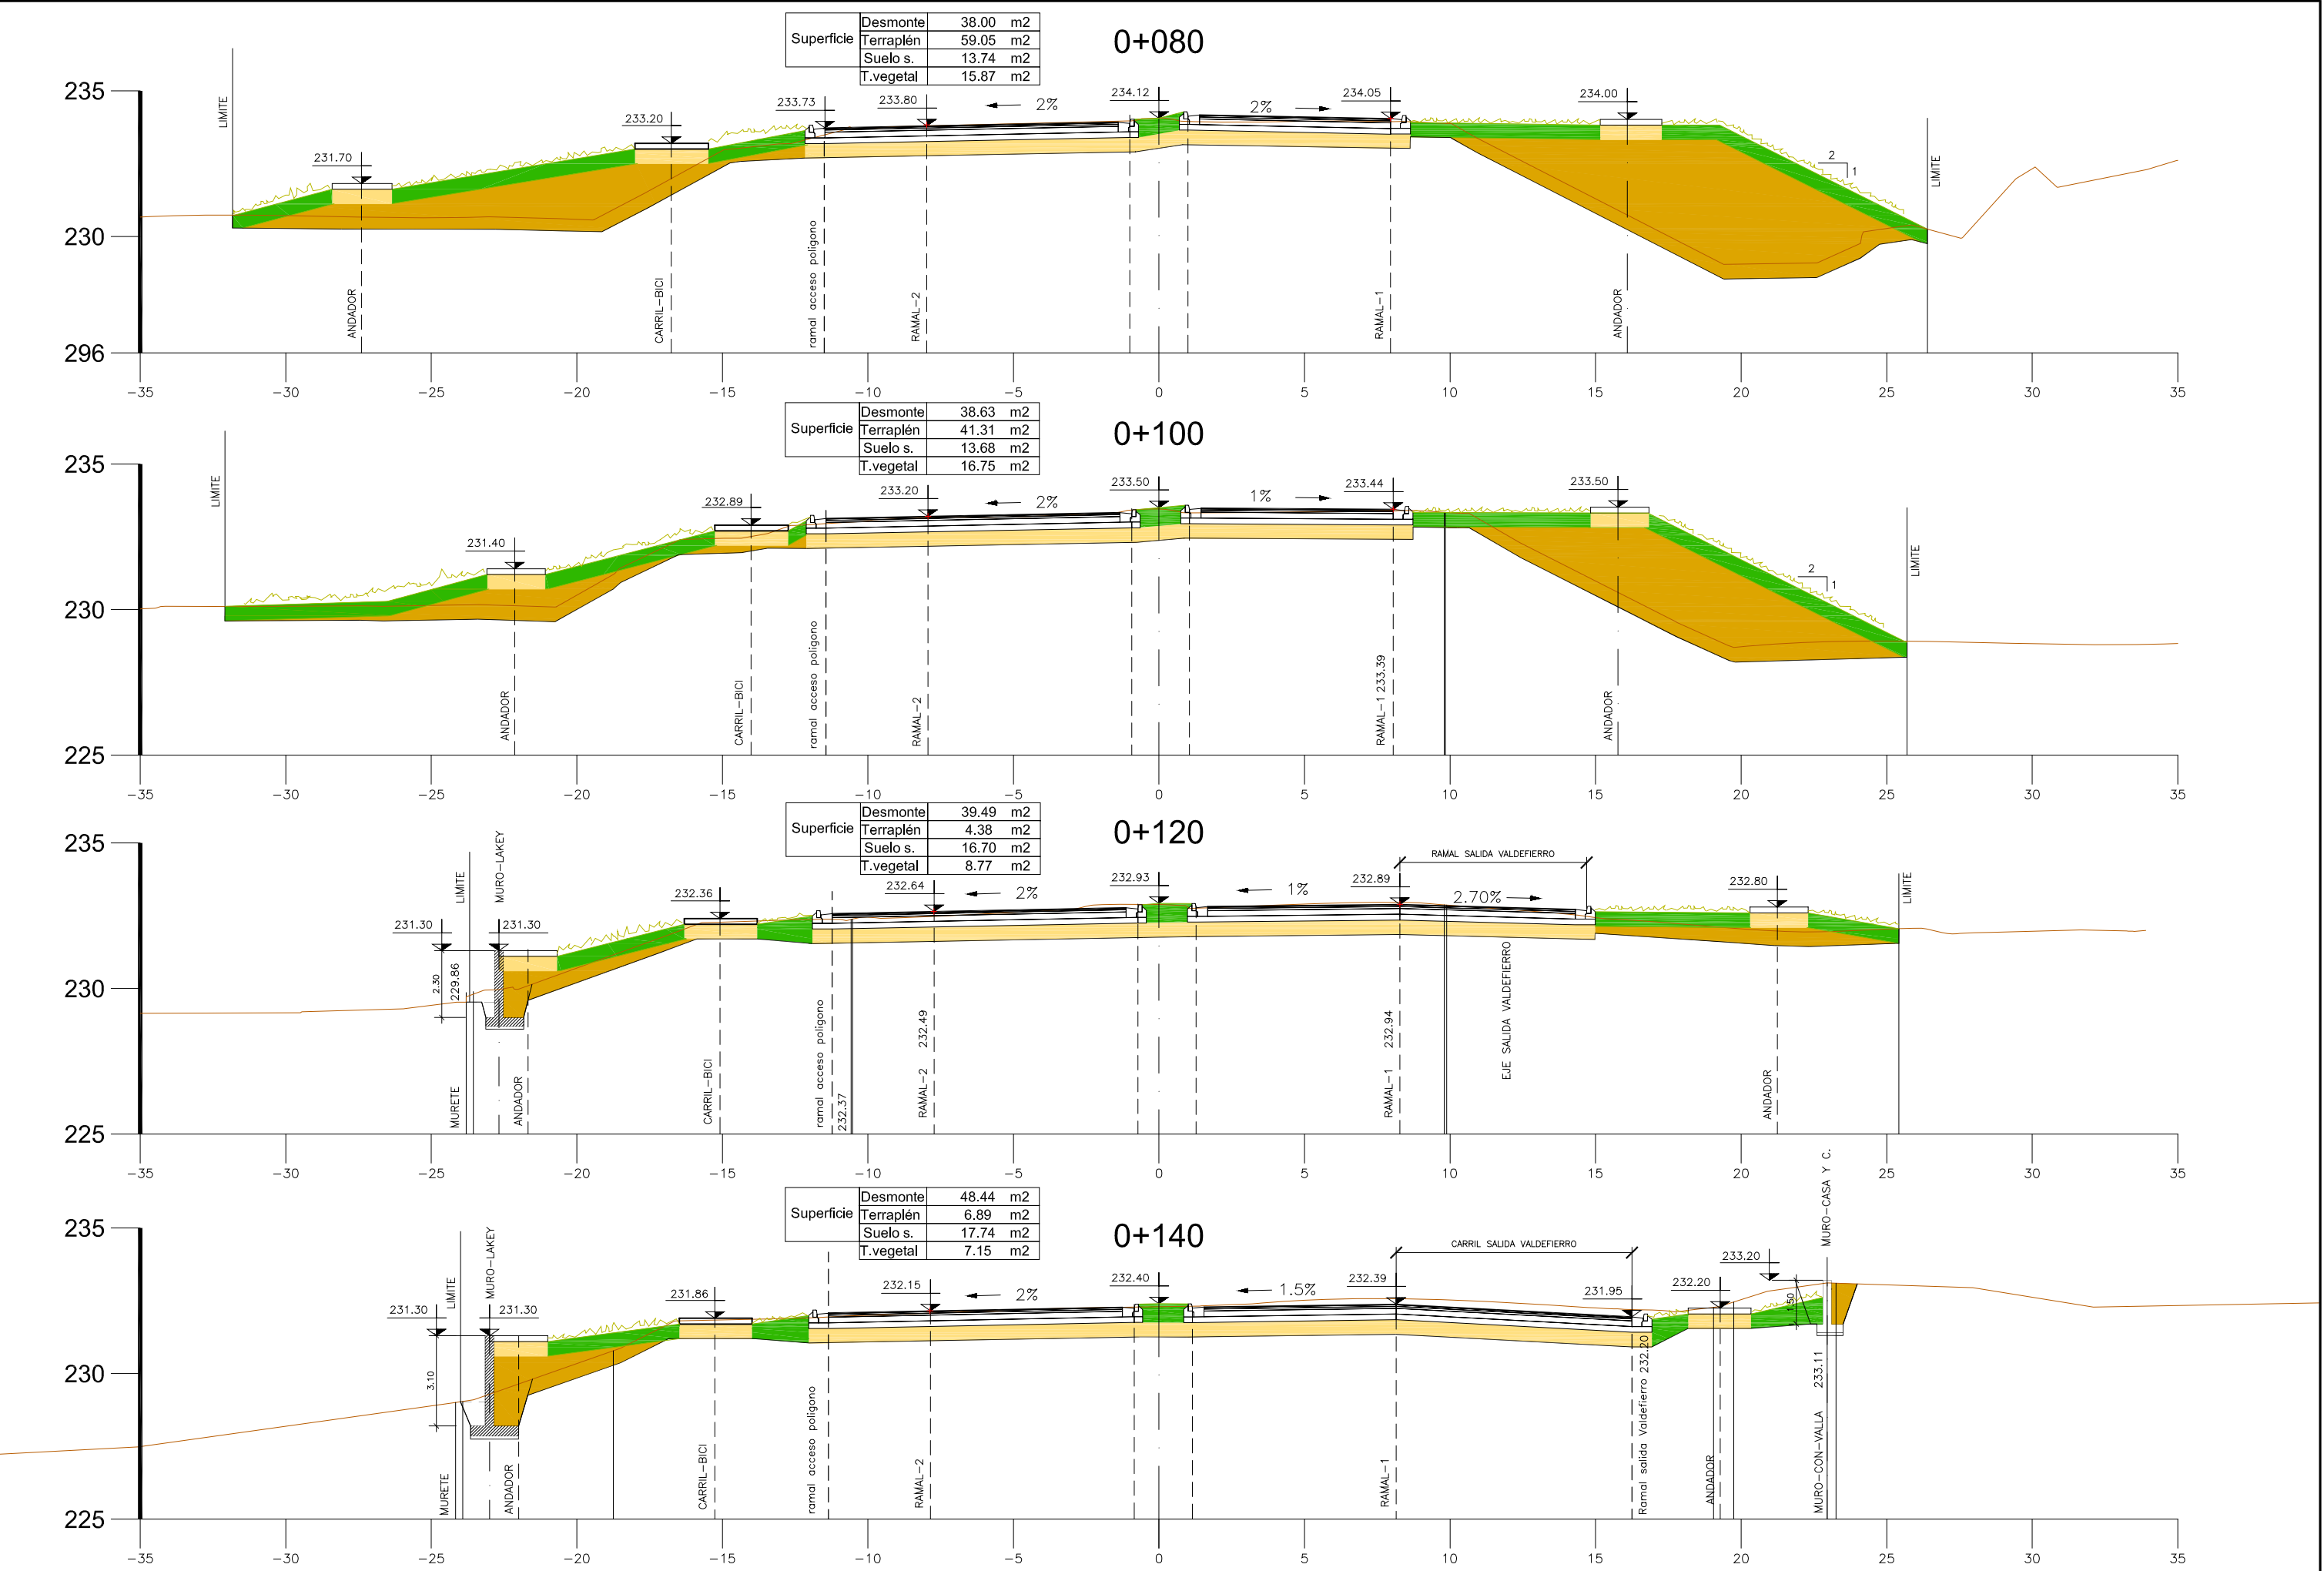 Superficie
Desmonte 38.00 m2
Terraplén 59.05 m2
Suelo s. 13.74 m2
T.vegetal 15.87 m2
0+080
235
230
296
LIMITE
231.70
233.20
233.73
233.80
2%
234.12
2%
234.05
234.00
2
1
LIMITE
ANDADOR
CARRIL-BICI
ramal acceso poligono
RAMAL-2
RAMAL-1
ANDADOR
-35 -30 -25 -20 -15 -10 -5 0 5 10 15 20 25 30 35
Superficie
Desmonte 38.63 m2
Terraplén 41.31 m2
Suelo s. 13.68 m2
T.vegetal 16.75 m2
0+100
235
230
225
LIMITE
231.40
232.89
233.20
2%
233.50
1%
233.44
233.50
2
1
LIMITE
ANDADOR
CARRIL-BICI
ramal acceso poligono
RAMAL-2
RAMAL-1 233.39
ANDADOR
-35 -30 -25 -20 -15 -10 -5 0 5 10 15 20 25 30 35
Superficie
Desmonte 39.49 m2
Terraplén 4.38 m2
Suelo s. 16.70 m2
T.vegetal 8.77 m2
0+120
235
230
225
LIMITE
MURO-LAKEY
231.30
231.30
2.30
229.86
232.36
232.64
2%
232.93
1%
232.89
RAMAL SALIDA VALDEFIERRO
2.70%
232.80
LIMITE
MURETE
ANDADOR
CARRIL-BICI
ramal acceso poligono
232.37
RAMAL-2 232.49
RAMAL-1 232.94
EJE SALIDA VALDEFIERRO
ANDADOR
-35 -30 -25 -20 -15 -10 -5 0 5 10 15 20 25 30 35
Superficie
Desmonte 48.44 m2
Terraplén 6.89 m2
Suelo s. 17.74 m2
T.vegetal 7.15 m2
0+140
235
230
225
LIMITE
MURO-LAKEY
231.30
231.30
3.10
231.86
232.15
2%
232.40
1.5%
232.39
CARRIL SALIDA VALDEFIERRO
231.95
232.20
233.20
1.50
MURO-CASA Y C.
MURETE
ANDADOR
CARRIL-BICI
ramal acceso poligono
RAMAL-2
RAMAL-1
Ramal salida Valdefierro 232.20
ANDADOR
MURO-CON-VALLA 233.11
-35 -30 -25 -20 -15 -10 -5 0 5 10 15 20 25 30 35